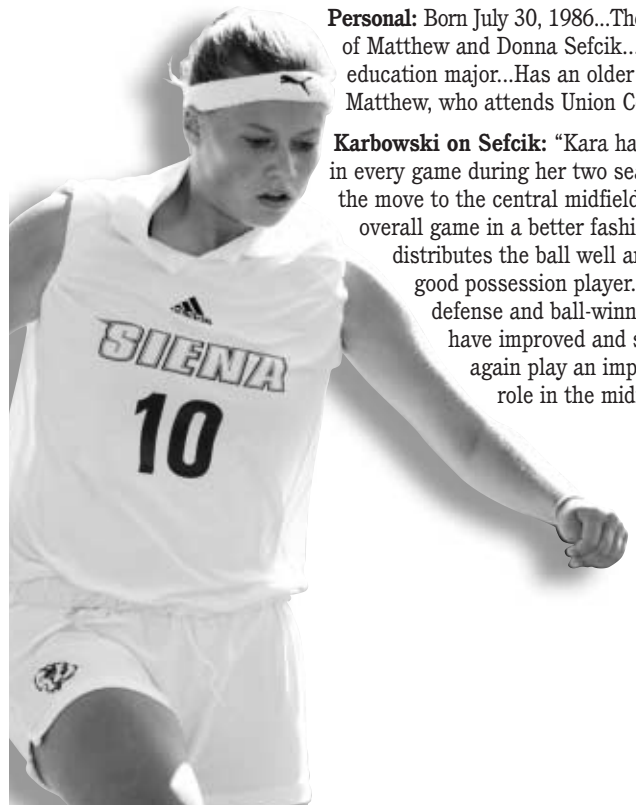 Personal: Born July 30, 1986...The
of Matthew and Donna Sefcik...
education major...Has an older
Matthew, who attends Union C
Karbowski on Sefcik: “Kara ha
in every game during her two sea
the move to the central midfield
overall game in a better fashi
distributes the ball well a
good possession player.
defense and ball-winn
have improved and s
again play an imp
role in the mid
SIENA
10